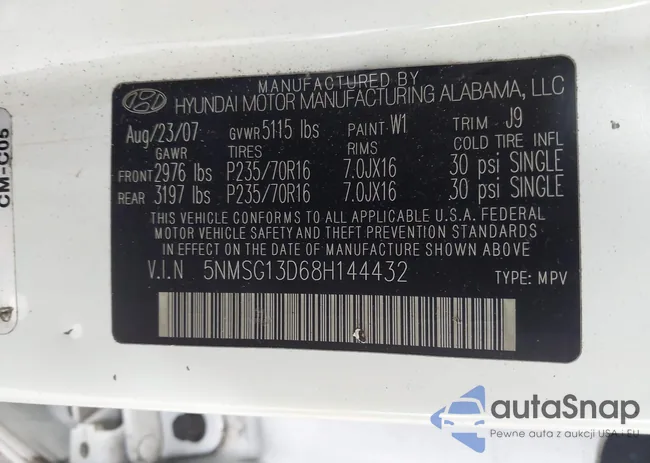 MANUFACTURED BY
HYUNDAI MOTOR MANUFACTURING ALABAMA, LLC
Aug/23/07 GVWR 5115 lbs PAINT W1 TRIM J9
GAWR TIRES RIMS COLD TIRE INFL
FRONT 2976 lbs P235/70R16 7.0JX16 30 psi SINGLE
REAR 3197 lbs P235/70R16 7.0JX16 30 psi SINGLE
THIS VEHICLE CONFORMS TO ALL APPLICABLE U.S.A. FEDERAL
MOTOR VEHICLE SAFETY AND THEFT PREVENTION STANDARDS
IN EFFECT ON THE DATE OF MANUFACTURE SHOWN ABOVE.
V.I.N 5NMSG13D68H144432 TYPE: MPV
CM-C05
autaSnap
Pewne auta z aukcji USA i EU